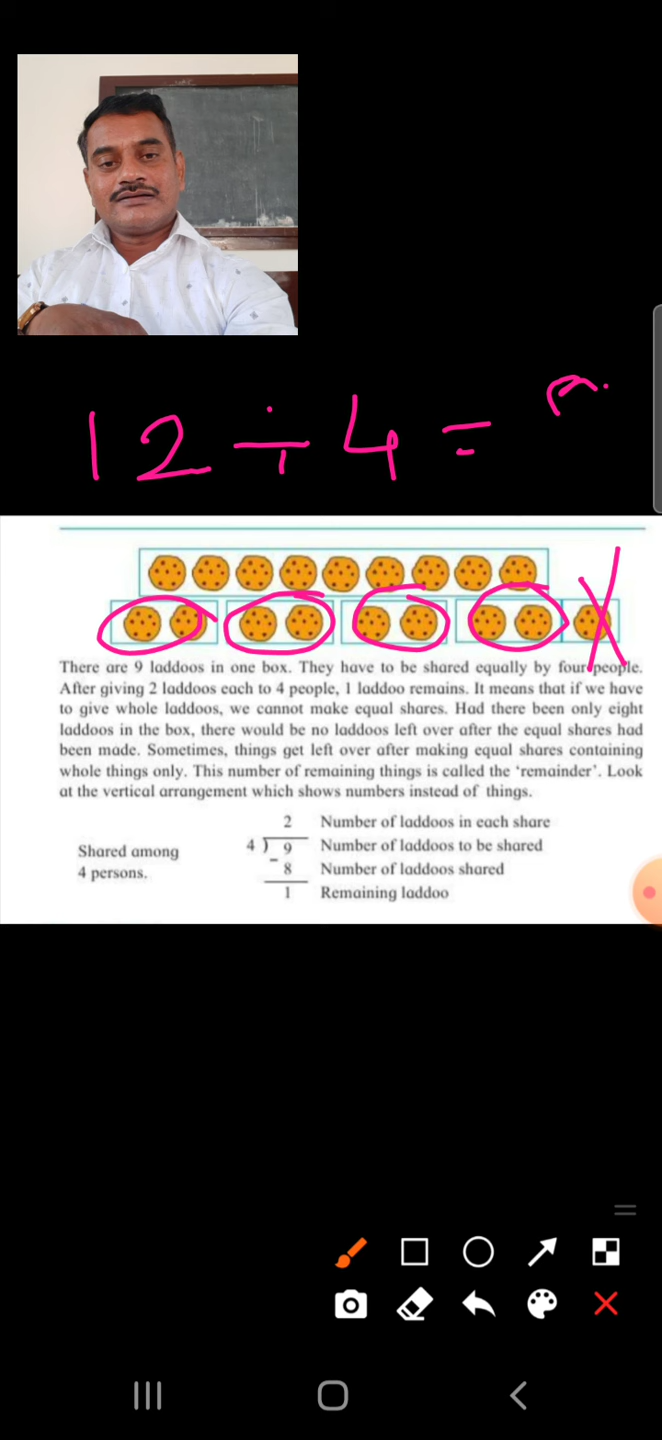 12 ÷ 4 =
There are 9 laddoos in one box. They have to be shared equally by four people.
After giving 2 laddoos each to 4 people, 1 laddoo remains. It means that if we have
to give whole laddoos, we cannot make equal shares. Had there been only eight
laddoos in the box, there would be no laddoos left over after the equal shares had
been made. Sometimes, things get left over after making equal shares containing
whole things only. This number of remaining things is called the ‘remainder’. Look
at the vertical arrangement which shows numbers instead of things.
2 Number of laddoos in each share
Shared among
4 persons.
4 ) 9 Number of laddoos to be shared
- 8 Number of laddoos shared
1 Remaining laddoo